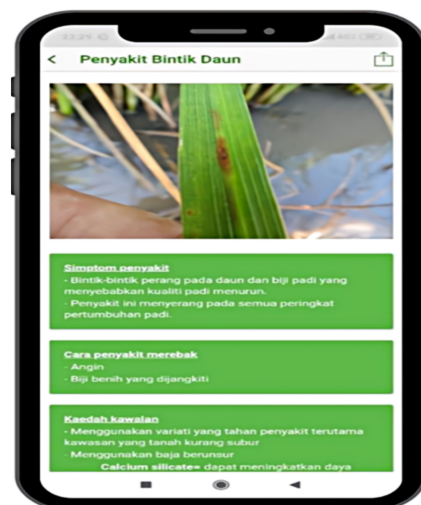 22:29
Penyakit Bintik Daun
Simptom penyakit
- Bintik-bintik perang pada daun dan biji padi yang
menyebabkan kualiti padi menurun.
- Penyakit ini menyerang pada semua peringkat
pertumbuhan padi.
Cara penyakit merebak
- Angin
- Biji benih yang dijangkiti
Kaedah kawalan
- Menggunakan variati yang tahan penyakit terutama
kawasan yang tanah kurang subur
- Menggunakan baja berunsur
Calcium silicate= dapat meningkatkan daya